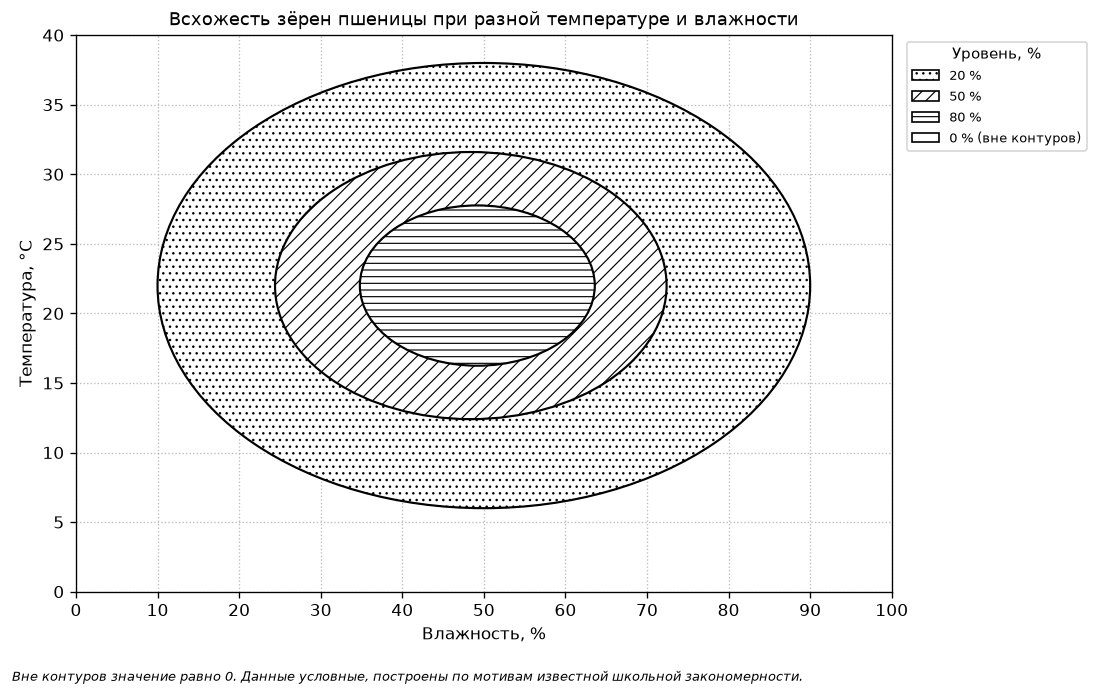 Всхожесть зёрен пшеницы при разной температуре и влажности
Уровень, %
20 %
50 %
80 %
0 % (вне контуров)
Температура, °C
40
35
30
25
20
15
10
5
0
0 10 20 30 40 50 60 70 80 90 100
Влажность, %
Вне контуров значение равно 0. Данные условные, построены по мотивам известной школьной закономерности.